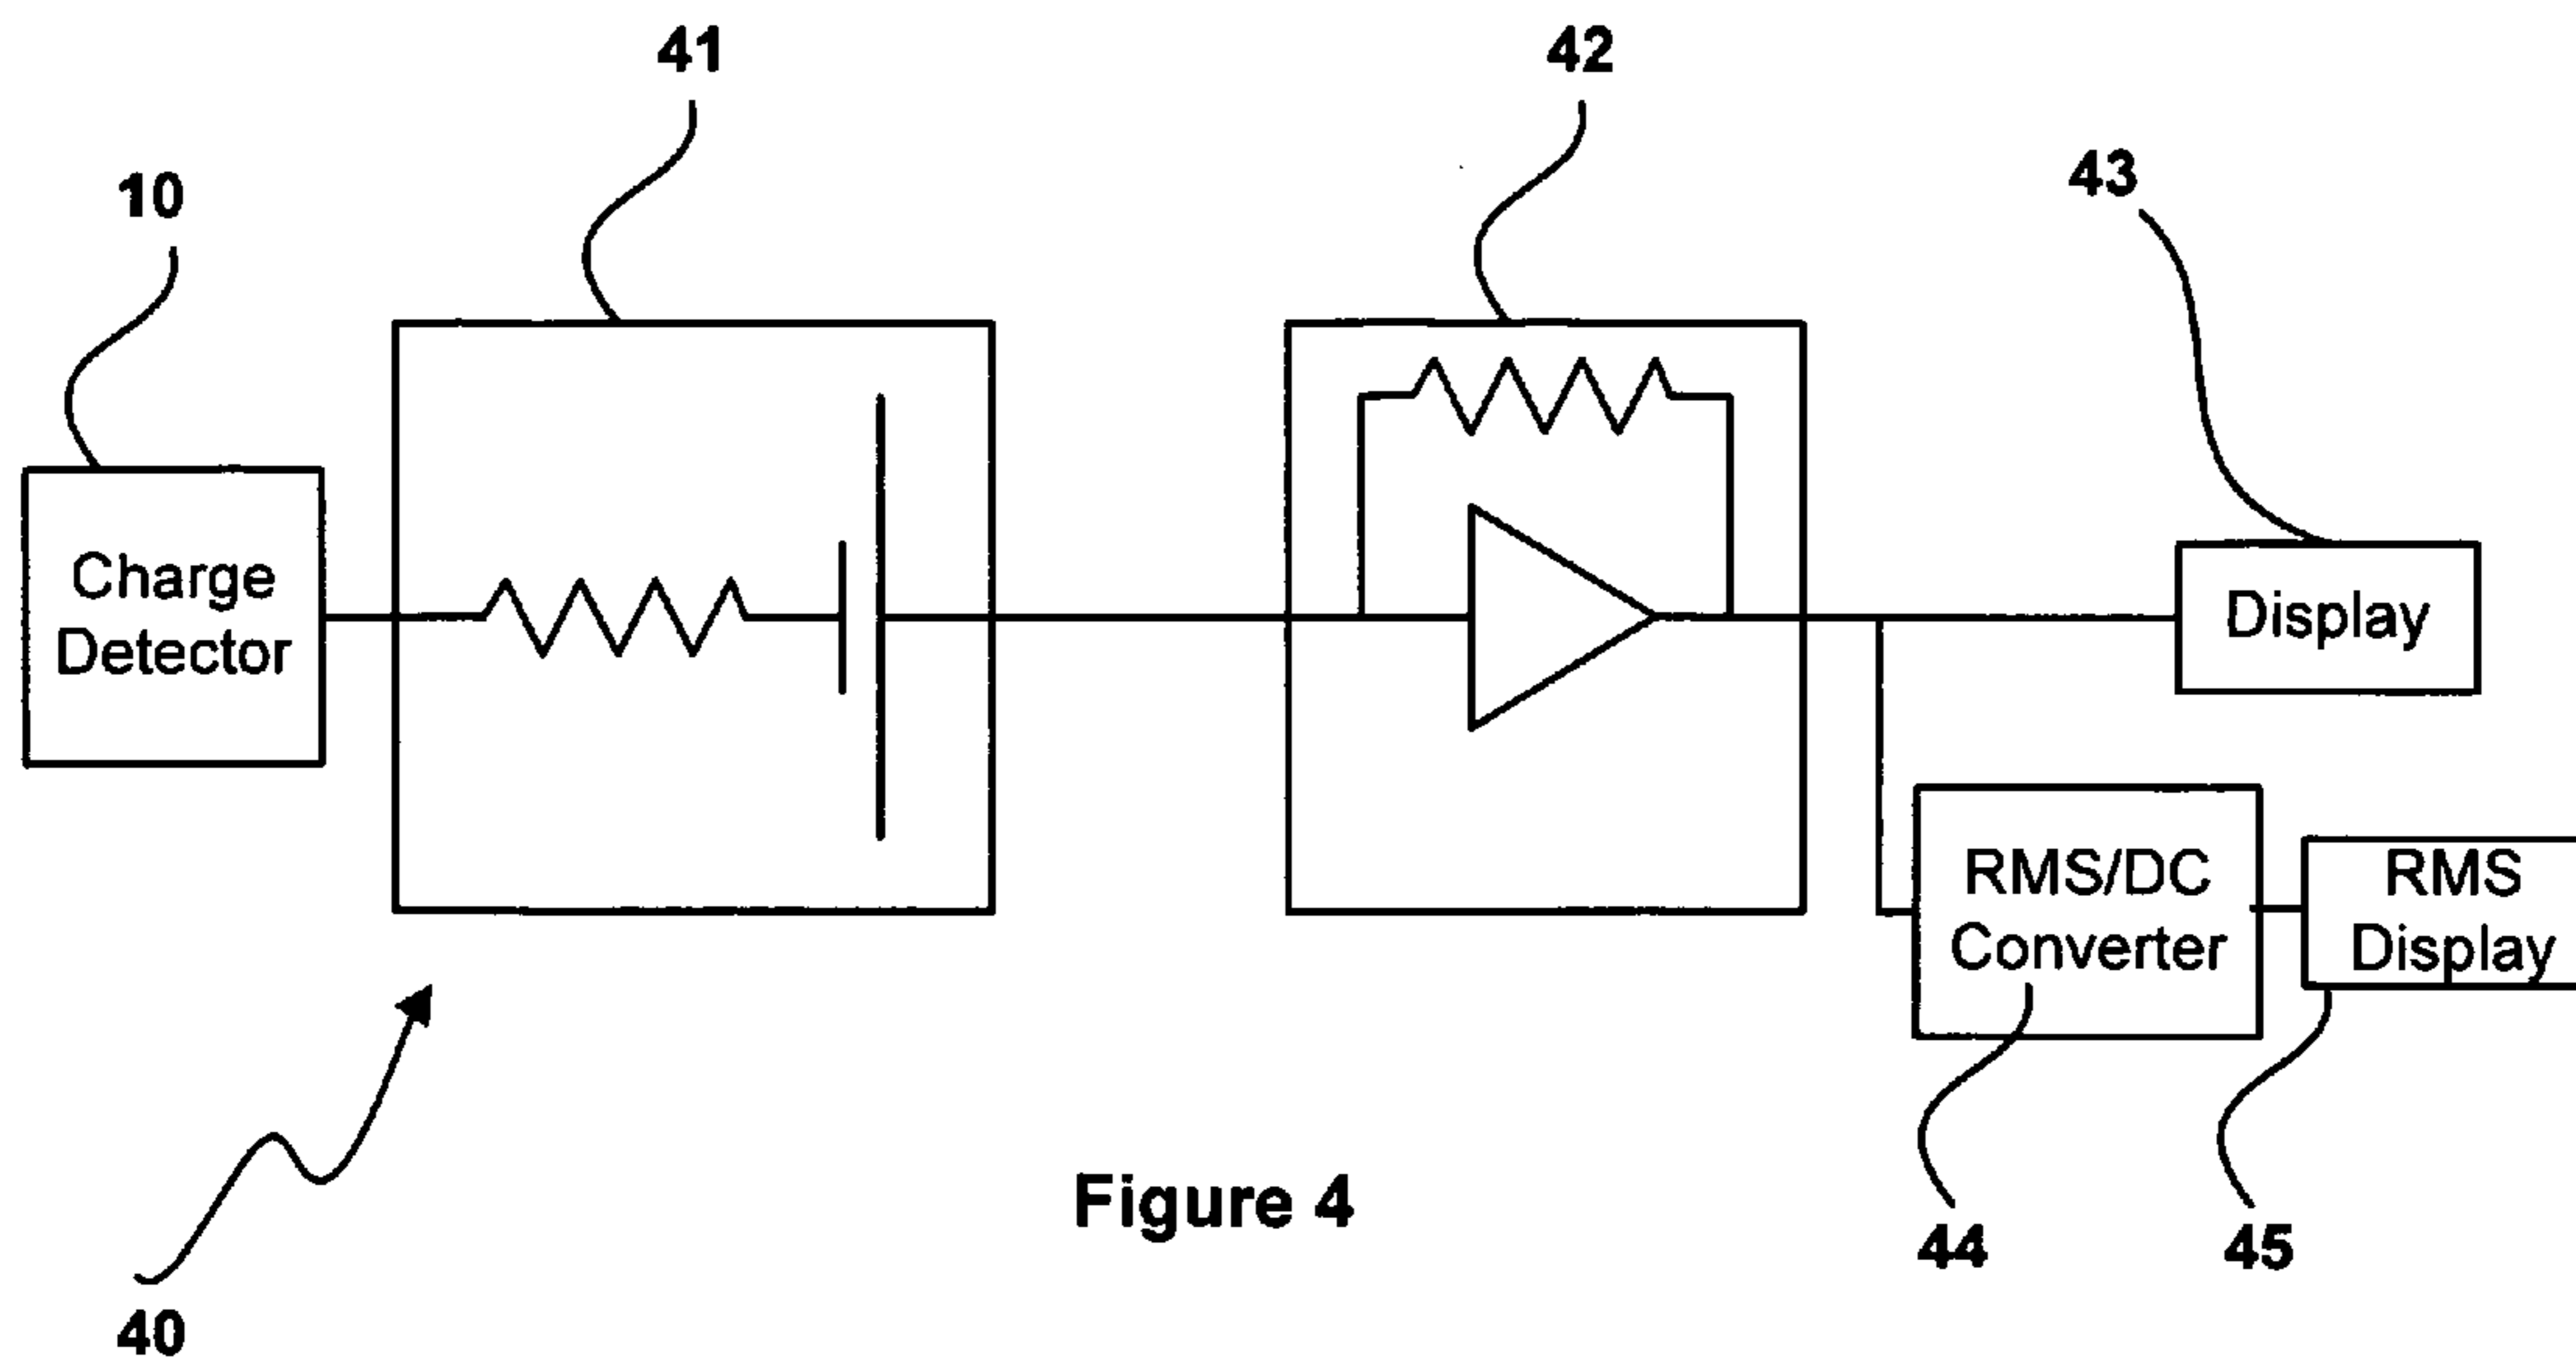 41
42
43
10
Charge
Detector
Display
RMS/DC
Converter
RMS
Display
44
45
Figure 4
40